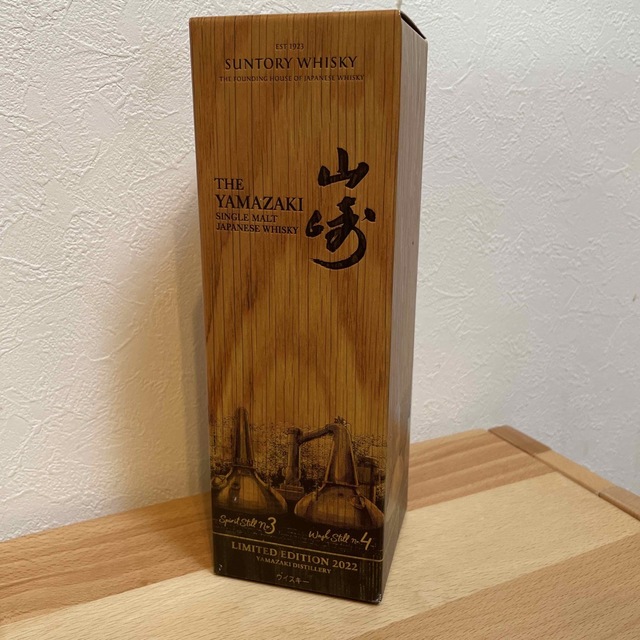 EST 1923
SUNTORY WHISKY
THE FOUNDING HOUSE OF JAPANESE WHISKY
山崎
THE
YAMAZAKI
SINGLE MALT
JAPANESE WHISKY
Spirit Still no3
Wash Still no4
LIMITED EDITION 2022
YAMAZAKI DISTILLERY
ウイスキー